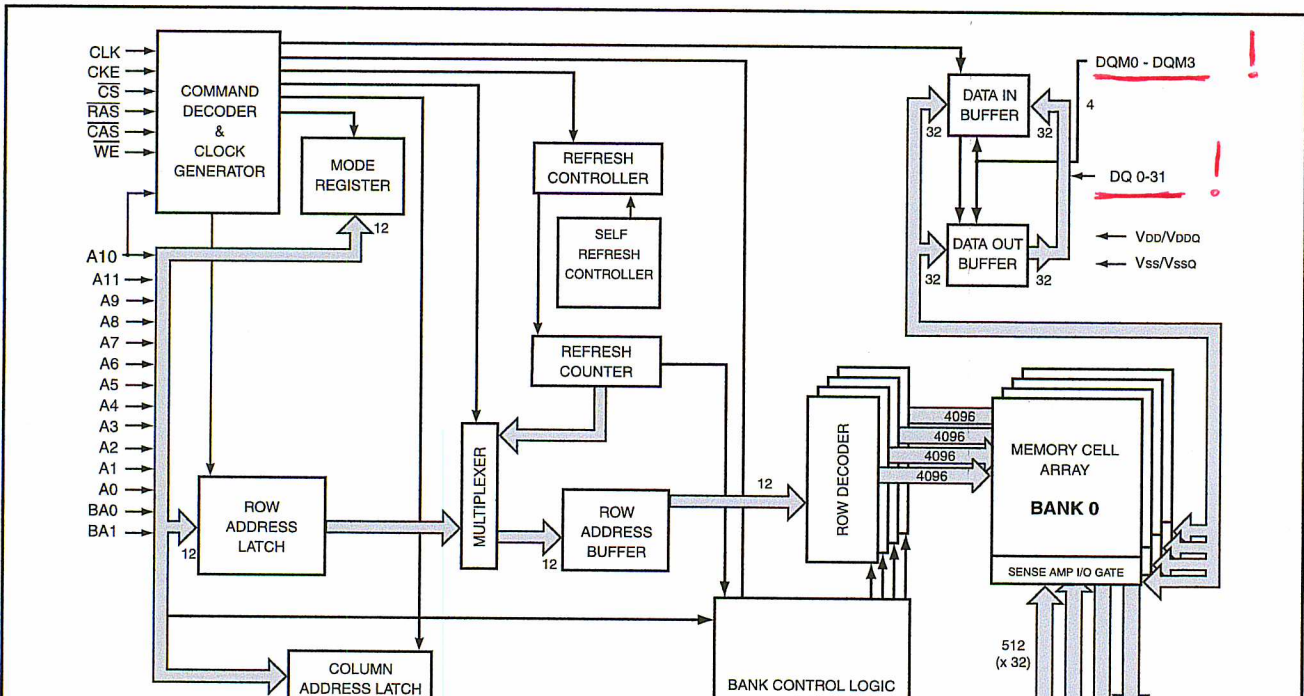 CLK
CKE
CS
RAS
CAS
WE
COMMAND
DECODER
&
CLOCK
GENERATOR
MODE
REGISTER
12
REFRESH
CONTROLLER
SELF
REFRESH
CONTROLLER
REFRESH
COUNTER
DATA IN
BUFFER
32
32
DQM0 - DQM3
!
4
DQ 0-31
!
DATA OUT
BUFFER
32
32
VDD/VDDQ
VSS/VSSQ
A10
A11
A9
A8
A7
A6
A5
A4
A3
A2
A1
A0
BA0
BA1
12
ROW
ADDRESS
LATCH
MULTIPLEXER
12
ROW
ADDRESS
BUFFER
12
ROW DECODER
4096
4096
4096
4096
MEMORY CELL
ARRAY
BANK 0
SENSE AMP I/O GATE
512
(x 32)
COLUMN
ADDRESS LATCH
BANK CONTROL LOGIC